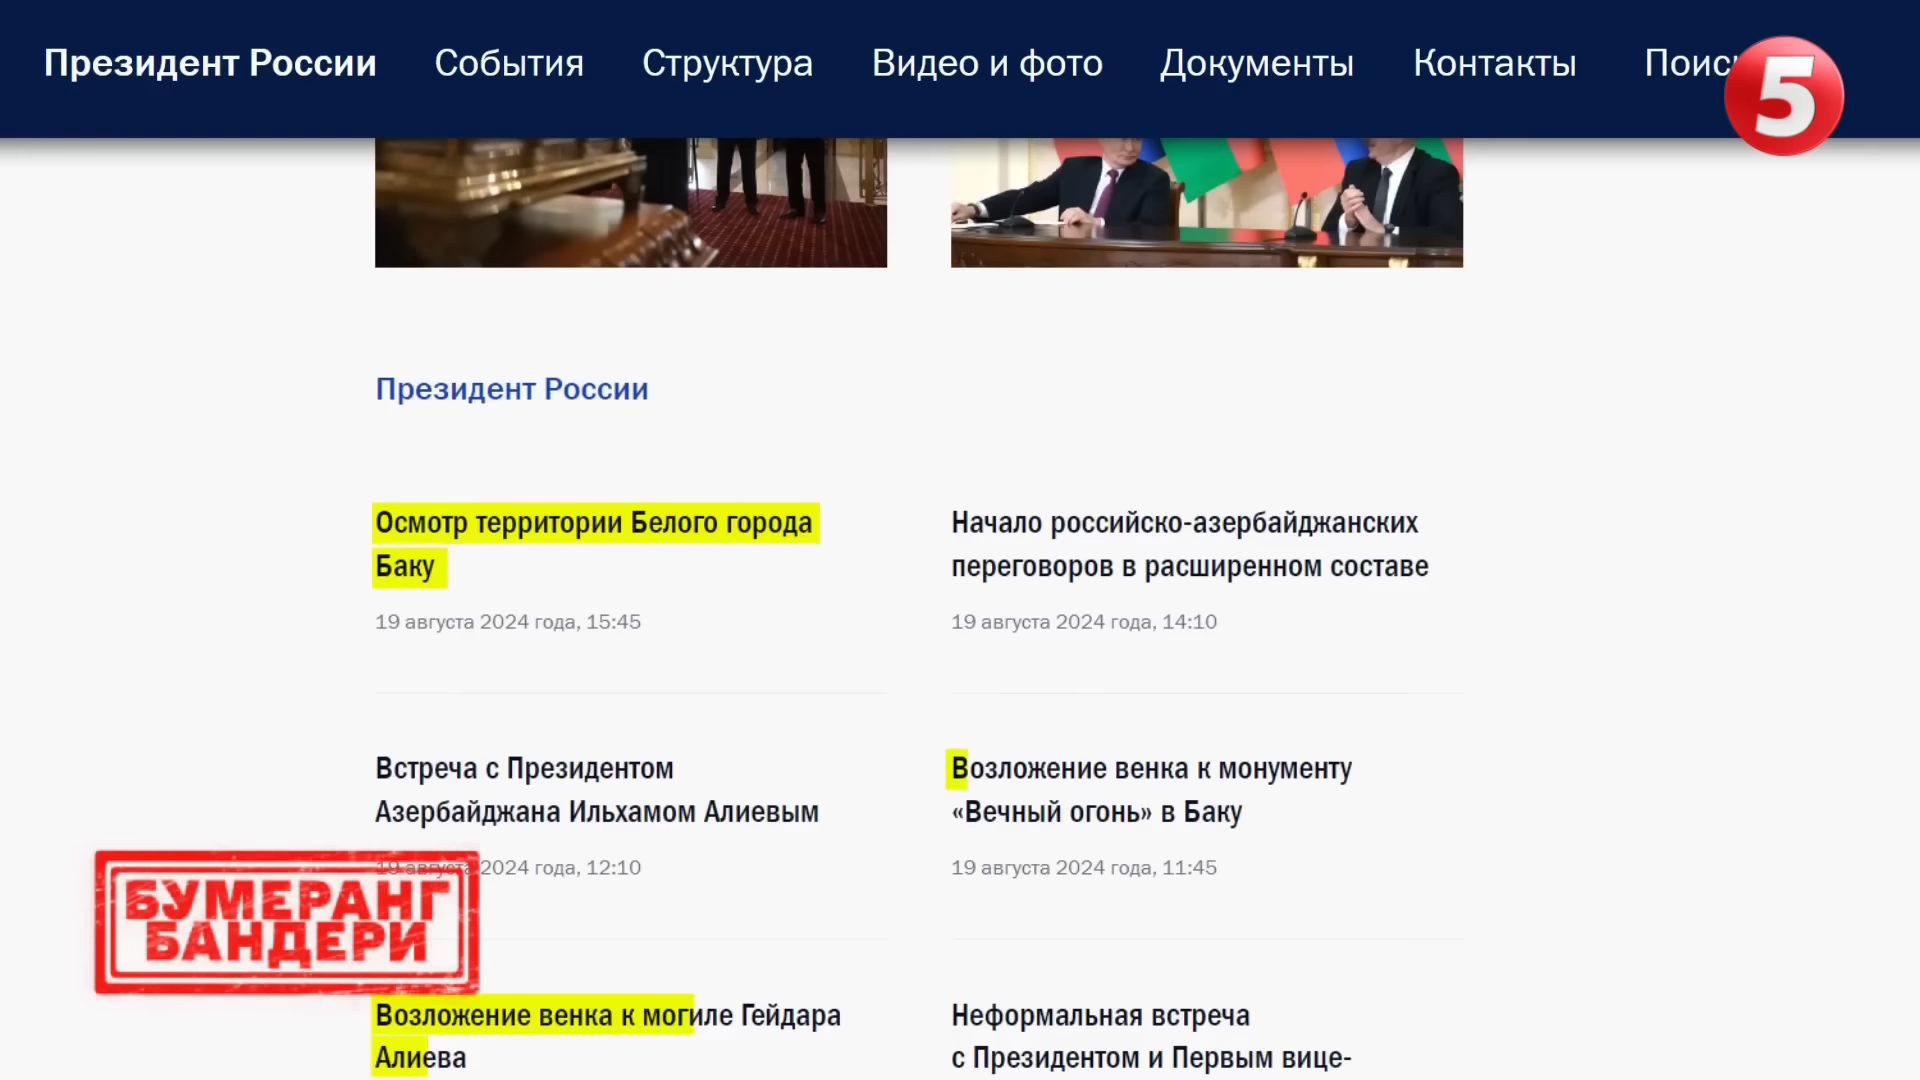 Президент России События Структура Видео и фото Документы Контакты
5
Президент России
Осмотр территории Белого города
Баку
19 августа 2024 года, 15:45
Начало российско-азербайджанских
переговоров в расширенном составе
19 августа 2024 года, 14:10
Встреча с Президентом
Азербайджана Ильхамом Алиевым
19 августа 2024 года, 12:10
Возложение венка к монументу
«Вечный огонь» в Баку
19 августа 2024 года, 11:45
БУМЕРАНГ
БАНДЕРИ
Возложение венка к могиле Гейдара
Алиева
Неформальная встреча
с Президентом и Первым вице-